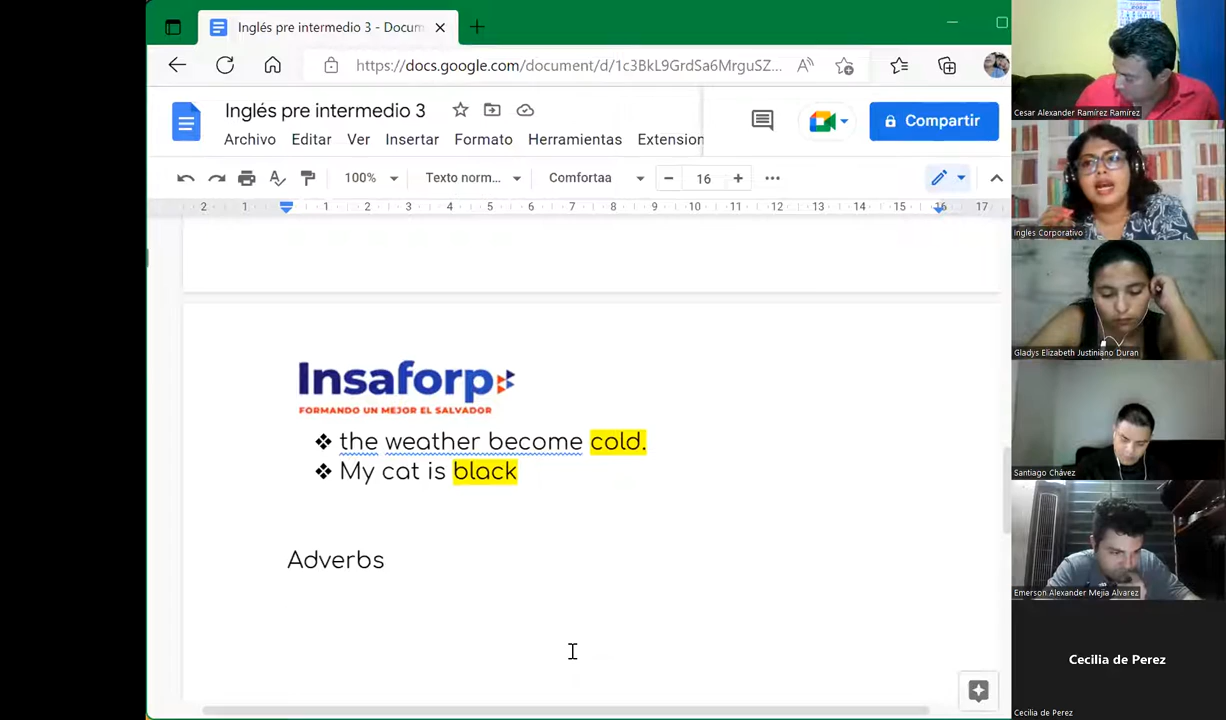 Inglés pre intermedio 3 - Docum
https://docs.google.com/document/d/1c3BkL9GrdSa6MrguSZ...
Inglés pre intermedio 3
Archivo Editar Ver Insertar Formato Herramientas Extension
Compartir
100% Texto norm... Comfortaa 16
2 1 1 2 3 4 5 6 7 8 9 10 11 12 13 14 15 16 17
Insaforp
FORMANDO UN MEJOR EL SALVADOR
❖ the weather become cold.
❖ My cat is black
Adverbs
Cesar Alexander Ramírez Ramírez
Inglés Corporativo
Gladys Elizabeth Justiniano Duran
Santiago Chávez
Emerson Alexander Mejia Alvarez
Cecilia de Perez
Cecilia de Perez